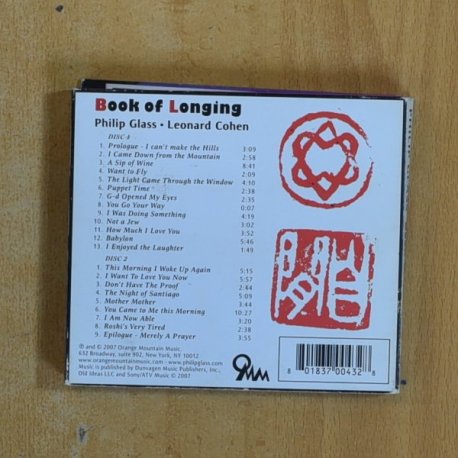 Book of Longing
Philip Glass • Leonard Cohen
DISC 1
1. Prologue - I can't make the Hills 3:09
2. I Came Down from the Mountain 2:58
3. A Sip of Wine 8:41
4. Want to Fly 2:09
5. The Light Came Through the Window 4:10
6. Puppet Time 2:38
7. G-d Opened My Eyes 2:58
8. You Go Your Way 0:07
9. I Was Doing Something 4:19
10. Not a Jew 3:02
11. How Much I Love You 3:52
12. Babylon 5:46
13. I Enjoyed the Laughter 1:49
DISC 2
1. This Morning I Woke Up Again 5:15
2. I Want to Love You Now 5:57
3. Don't Have The Proof 2:44
4. The Night of Santiago 5:09
5. Mother Mother 3:44
6. You Came to Me this Morning 10:27
7. I Am Now Able 3:20
8. Roshi's Very Tired 2:38
9. Epilogue - Merely A Prayer 3:55
℗ and © 2007 Orange Mountain Music.
632 Broadway, suite 902, New York, NY 10012
www.orangemountainmusic.com • www.philipglass.com
Music is published by Dunvagen Music Publishers, Inc.,
Old Ideas LLC and Sony/ATV Music © 2007
OMM
8 01837 00432 8